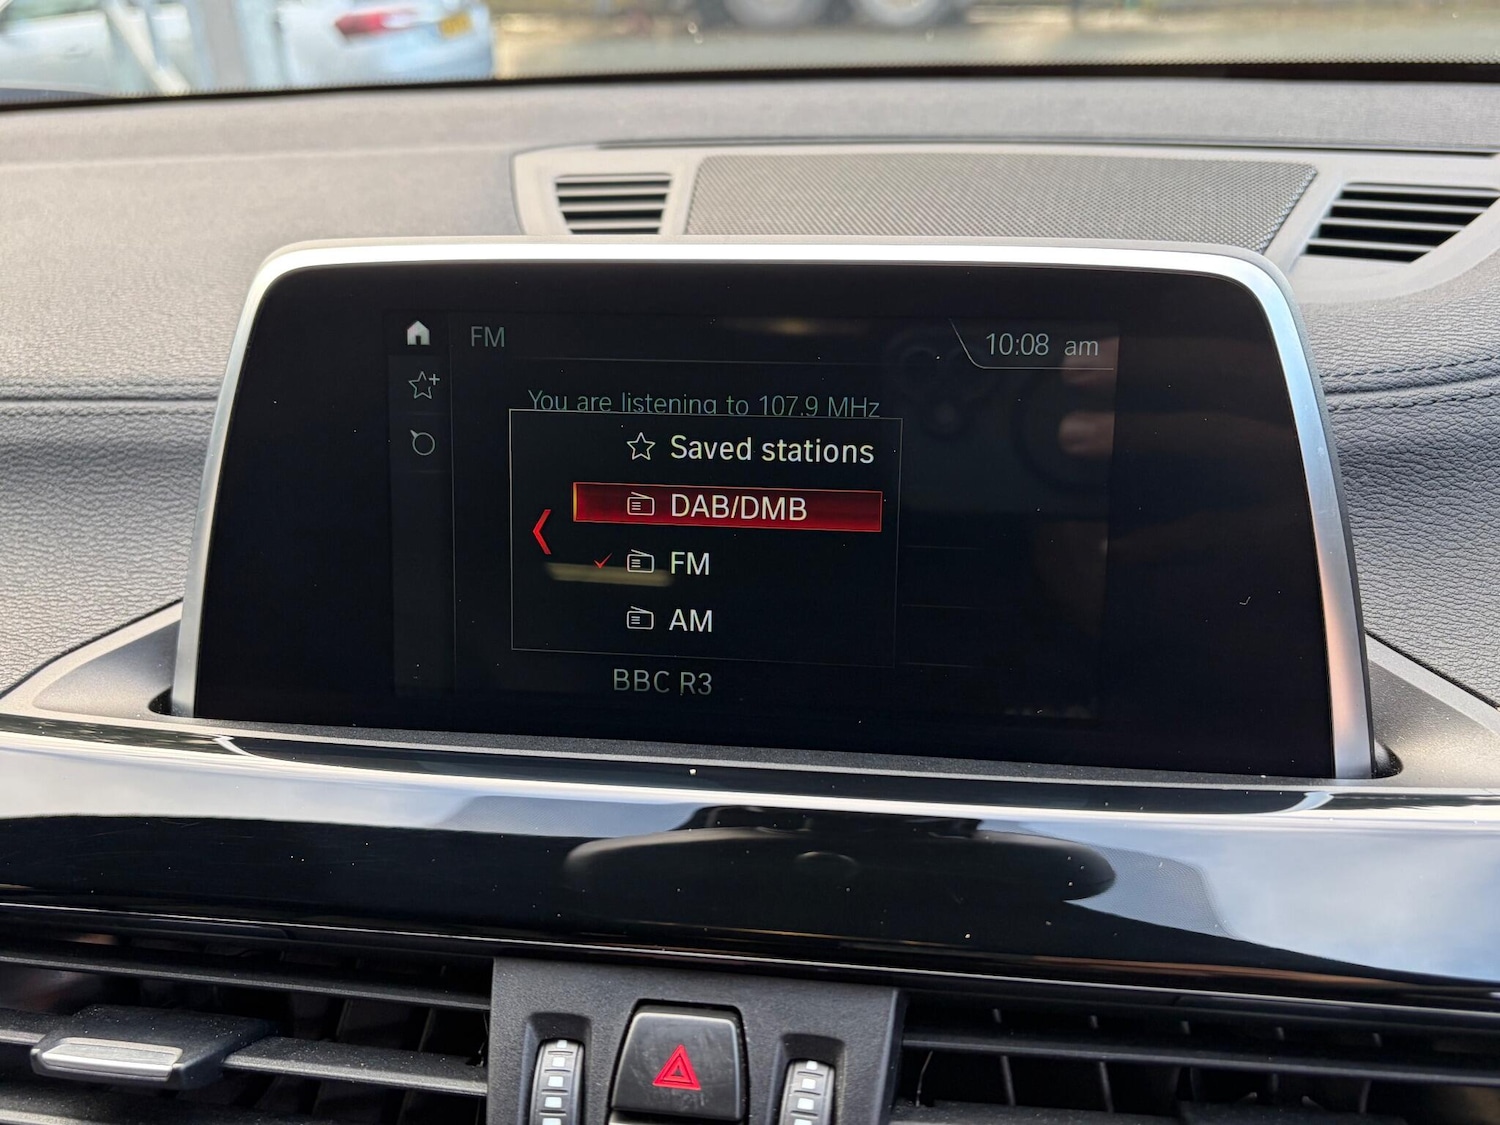 FM
10:08 am
You are listening to 107.9 MHz
Saved stations
DAB/DMB
FM
AM
BBC R3